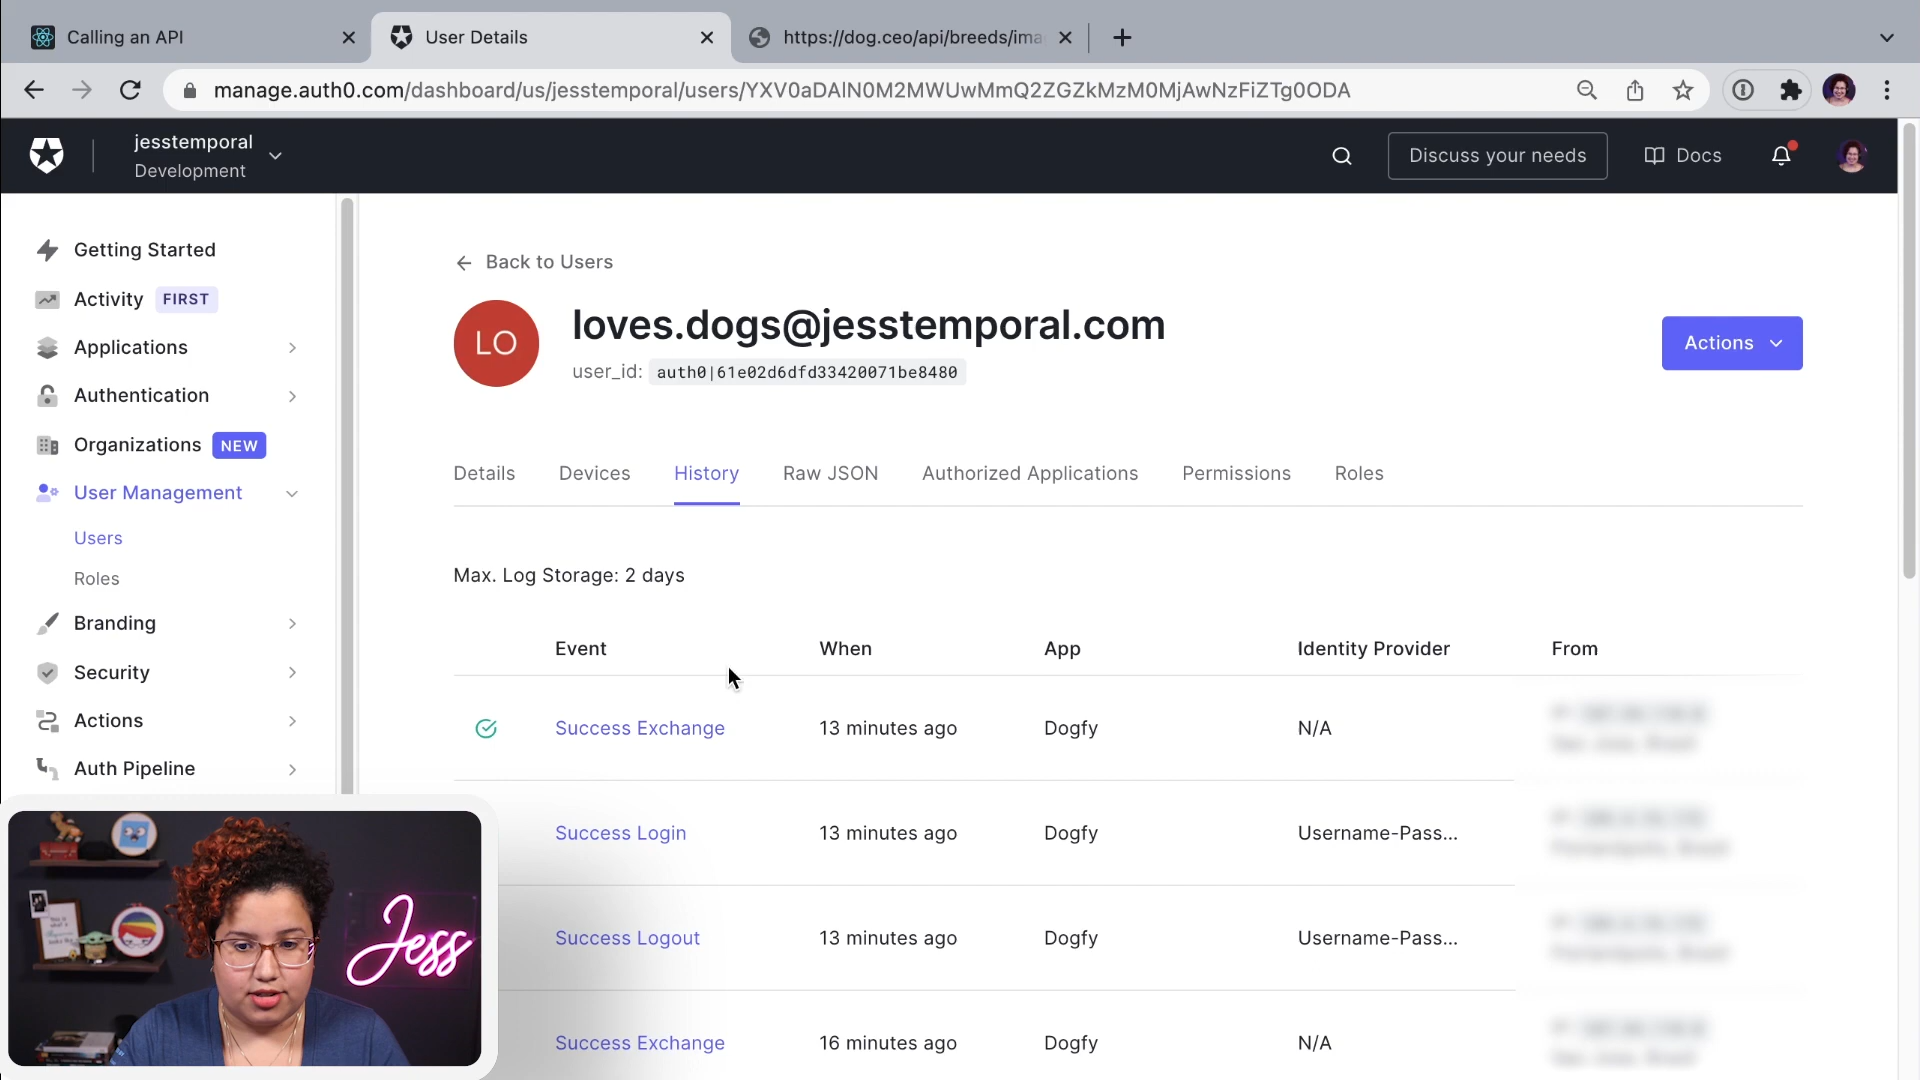 Calling an API
User Details
https://dog.ceo/api/breeds/ima
manage.auth0.com/dashboard/us/jesstemporal/users/YXV0aDAlN0M2MWUwMmQ2ZGZkMzM0MjAwNzFiZTg0ODA
jesstemporal
Development
Discuss your needs
Docs
Getting Started
Activity FIRST
Applications
Authentication
Organizations NEW
User Management
Users
Roles
Branding
Security
Actions
Auth Pipeline
Back to Users
LO
loves.dogs@jesstemporal.com
user_id: auth0|61e02d6dfd33420071be8480
Actions
Details Devices History Raw JSON Authorized Applications Permissions Roles
Max. Log Storage: 2 days
Event When App Identity Provider From
Success Exchange 13 minutes ago Dogfy N/A
Success Login 13 minutes ago Dogfy Username-Pass...
Success Logout 13 minutes ago Dogfy Username-Pass...
Success Exchange 16 minutes ago Dogfy N/A
Jess